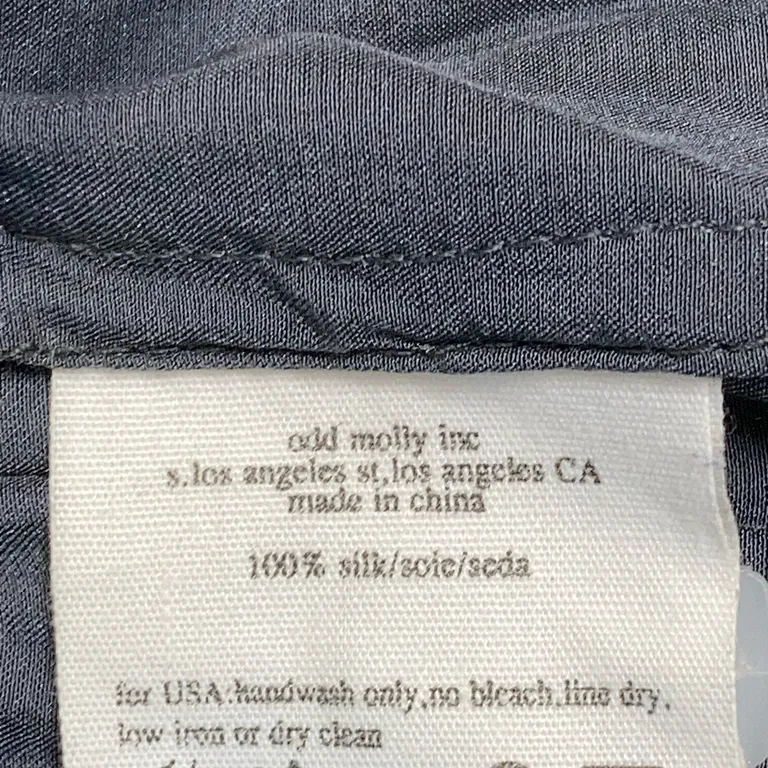 odd molly inc
s.los angeles st,los angeles CA
made in china
100% silk/soie/seda
for USA:handwash only,no bleach,line dry,
low iron or dry clean